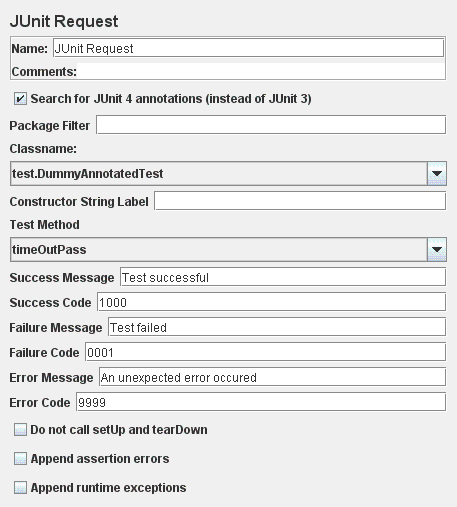 JUnit Request
Name: JUnit Request
Comments:
Search for JUnit 4 annotations (instead of JUnit 3)
Package Filter
Classname:
test.DummyAnnotatedTest
Constructor String Label
Test Method
timeOutPass
Success Message Test successful
Success Code 1000
Failure Message Test failed
Failure Code 0001
Error Message An unexpected error occured
Error Code 9999
Do not call setUp and tearDown
Append assertion errors
Append runtime exceptions